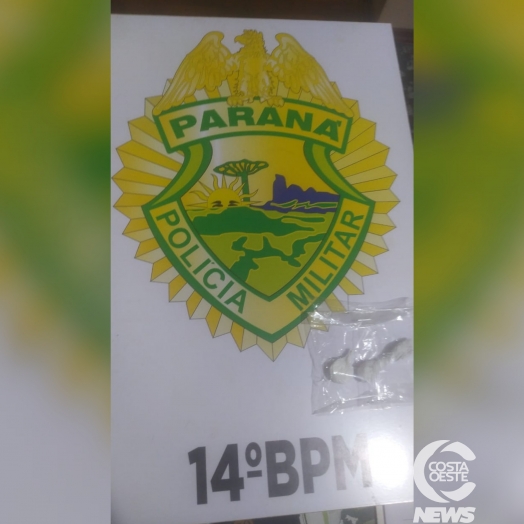 PARANÁ
POLÍCIA MILITAR
14ºBPM
COSTA
OESTE
NEWS